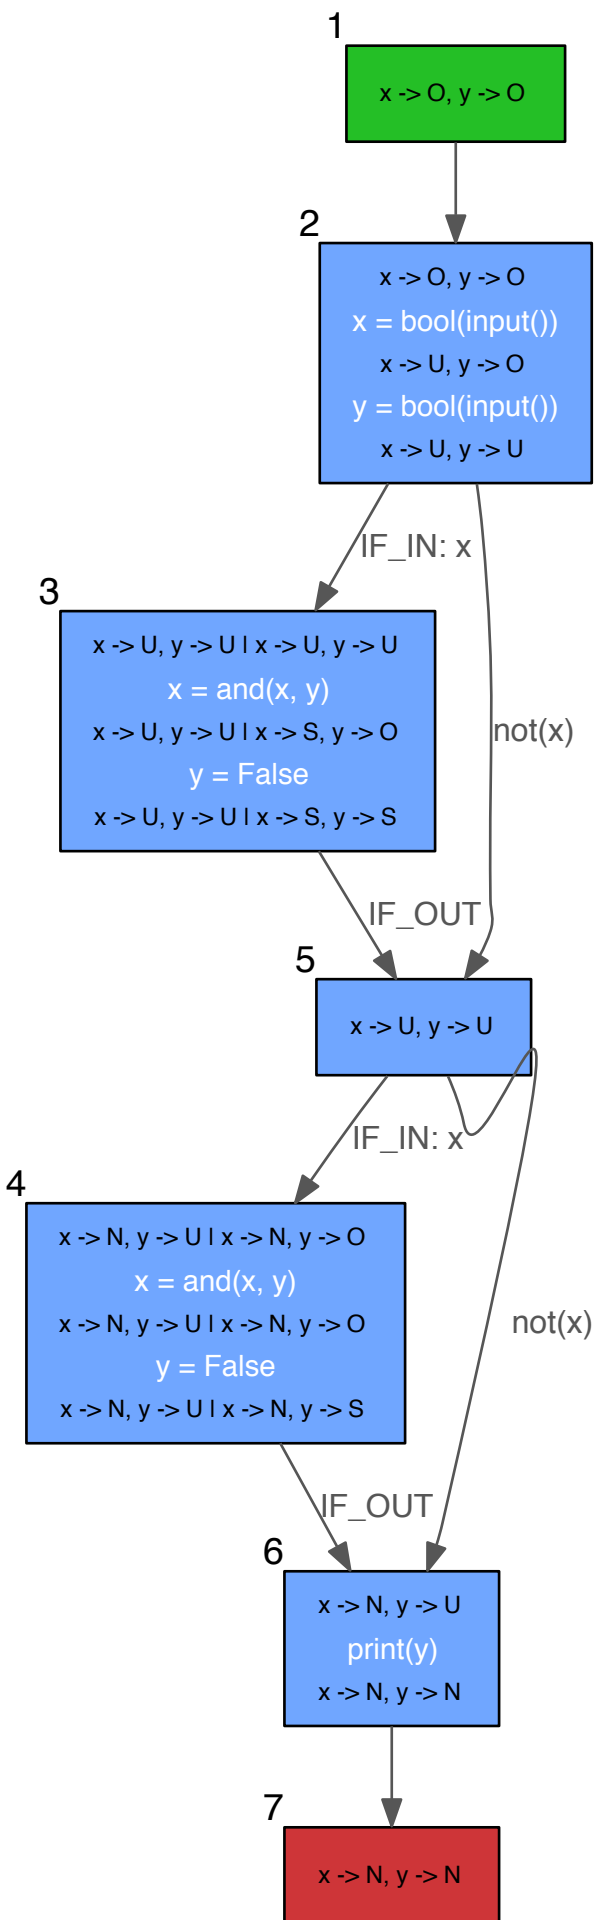 1
x -> O, y -> O
2
x -> O, y -> O
x = bool(input())
x -> U, y -> O
y = bool(input())
x -> U, y -> U
IF_IN: x
3
x -> U, y -> U | x -> U, y -> U
x = and(x, y)
x -> U, y -> U | x -> S, y -> O
y = False
x -> U, y -> U | x -> S, y -> S
not(x)
IF_OUT
5
x -> U, y -> U
IF_IN: x
4
x -> N, y -> U | x -> N, y -> O
x = and(x, y)
x -> N, y -> U | x -> N, y -> O
y = False
x -> N, y -> U | x -> N, y -> S
not(x)
IF_OUT
6
x -> N, y -> U
print(y)
x -> N, y -> N
7
x -> N, y -> N